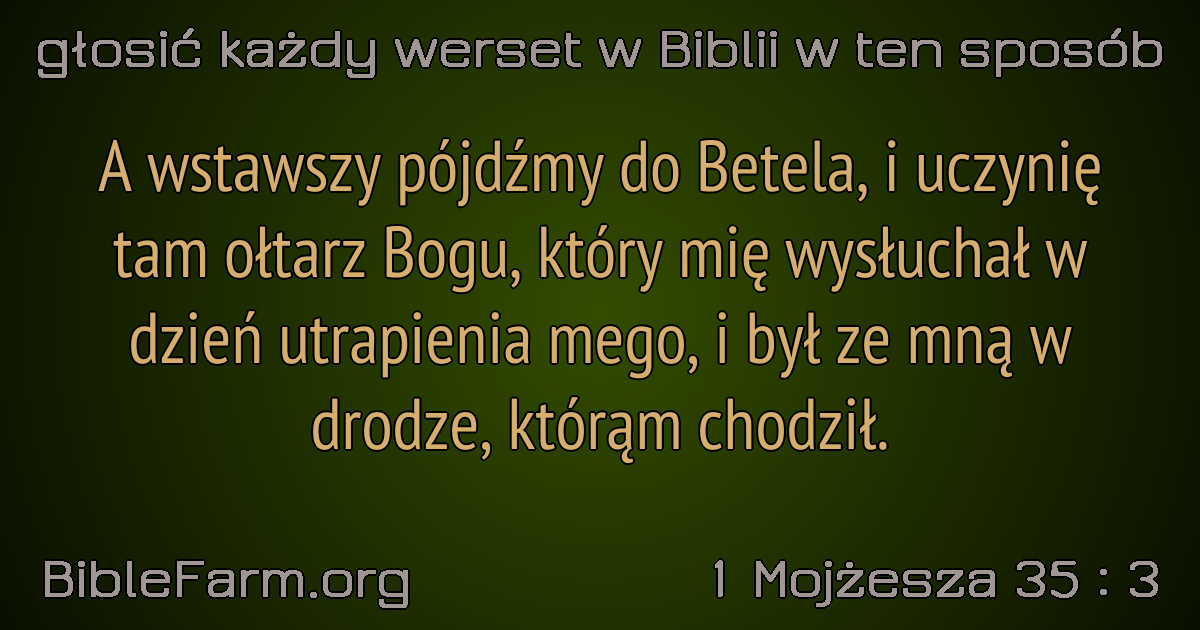 głosić każdy werset w Biblii w ten sposób
A wstawszy pójdźmy do Betela, i uczynię
tam ołtarz Bogu, który mię wysłuchał w
dzień utrapienia mego, i był ze mną w
drodze, którąm chodził.
BibleFarm.org
1 Mojżesza 35 : 3